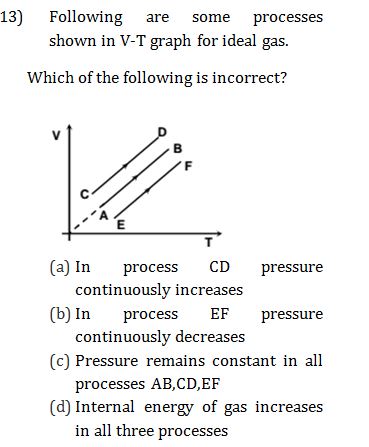 13) Following are some processes
shown in V-T graph for ideal gas.
Which of the following is incorrect?
V
D
B
F
C
A
E
T
(a) In process CD pressure
continuously increases
(b) In process EF pressure
continuously decreases
(c) Pressure remains constant in all
processes AB,CD,EF
(d) Internal energy of gas increases
in all three processes